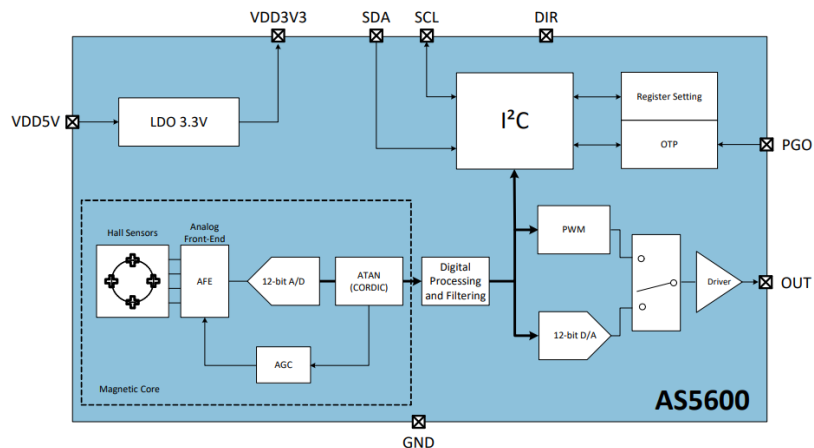 VDD3V3
SDA
SCL
DIR
VDD5V
LDO 3.3V
I²C
Register Setting
OTP
PGO
Hall Sensors
Analog
Front-End
AFE
12-bit A/D
ATAN
(CORDIC)
AGC
Magnetic Core
Digital
Processing
and Filtering
PWM
12-bit D/A
Driver
OUT
AS5600
GND